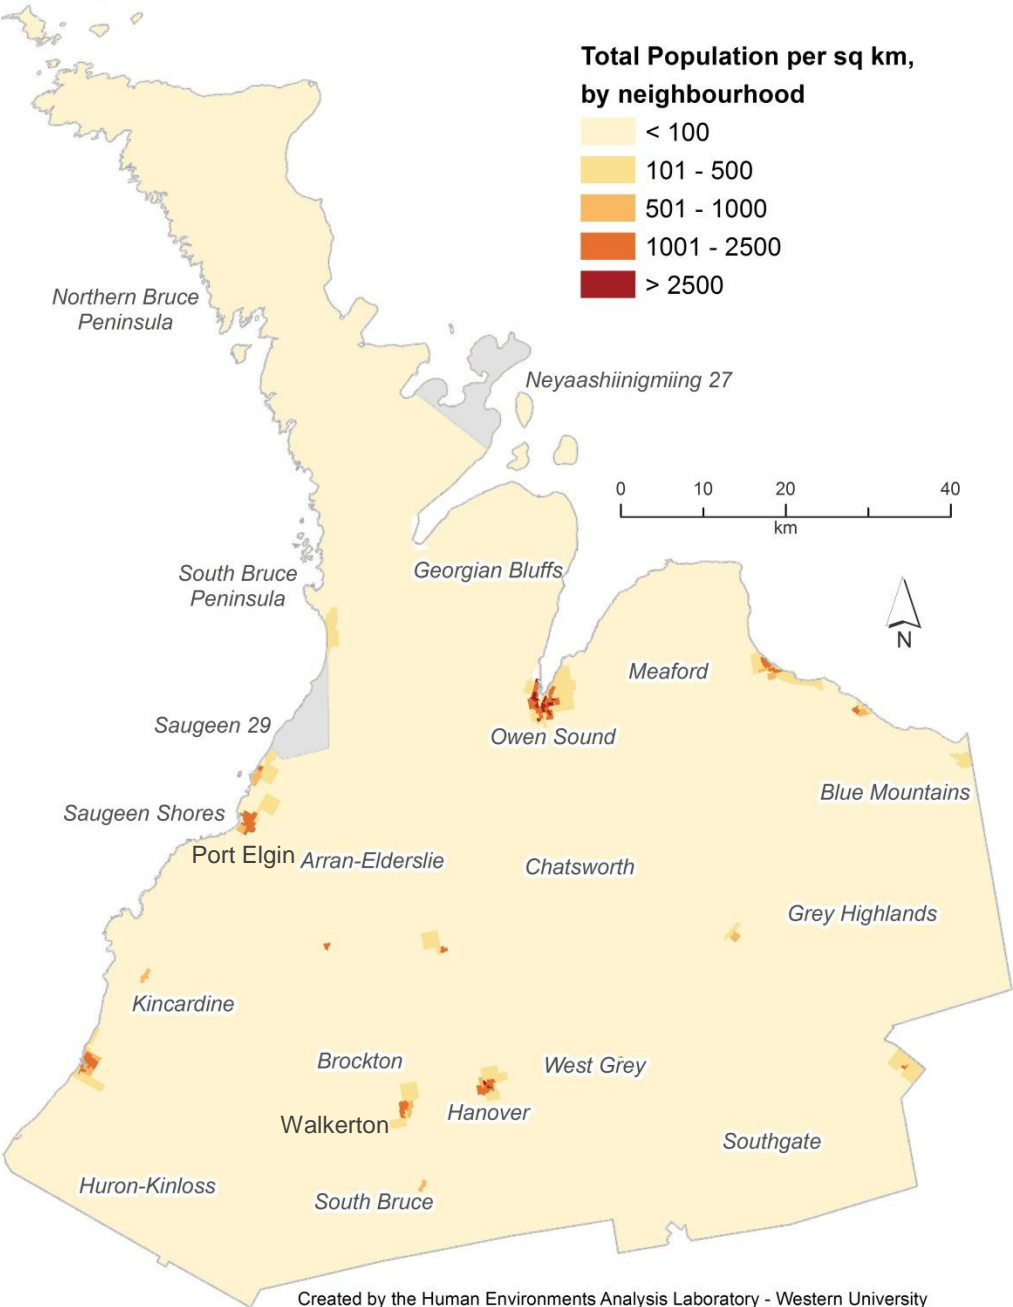 Total Population per sq km,
by neighbourhood
< 100
101 - 500
501 - 1000
1001 - 2500
> 2500
Northern Bruce
Peninsula
Neyaashiinigmiing 27
0 10 20 40
km
South Bruce
Peninsula
Georgian Bluffs
N
Meaford
Saugeen 29
Owen Sound
Blue Mountains
Saugeen Shores
Port Elgin
Arran-Elderslie
Chatsworth
Grey Highlands
Kincardine
Brockton
West Grey
Hanover
Walkerton
Southgate
Huron-Kinloss
South Bruce
Created by the Human Environments Analysis Laboratory - Western University